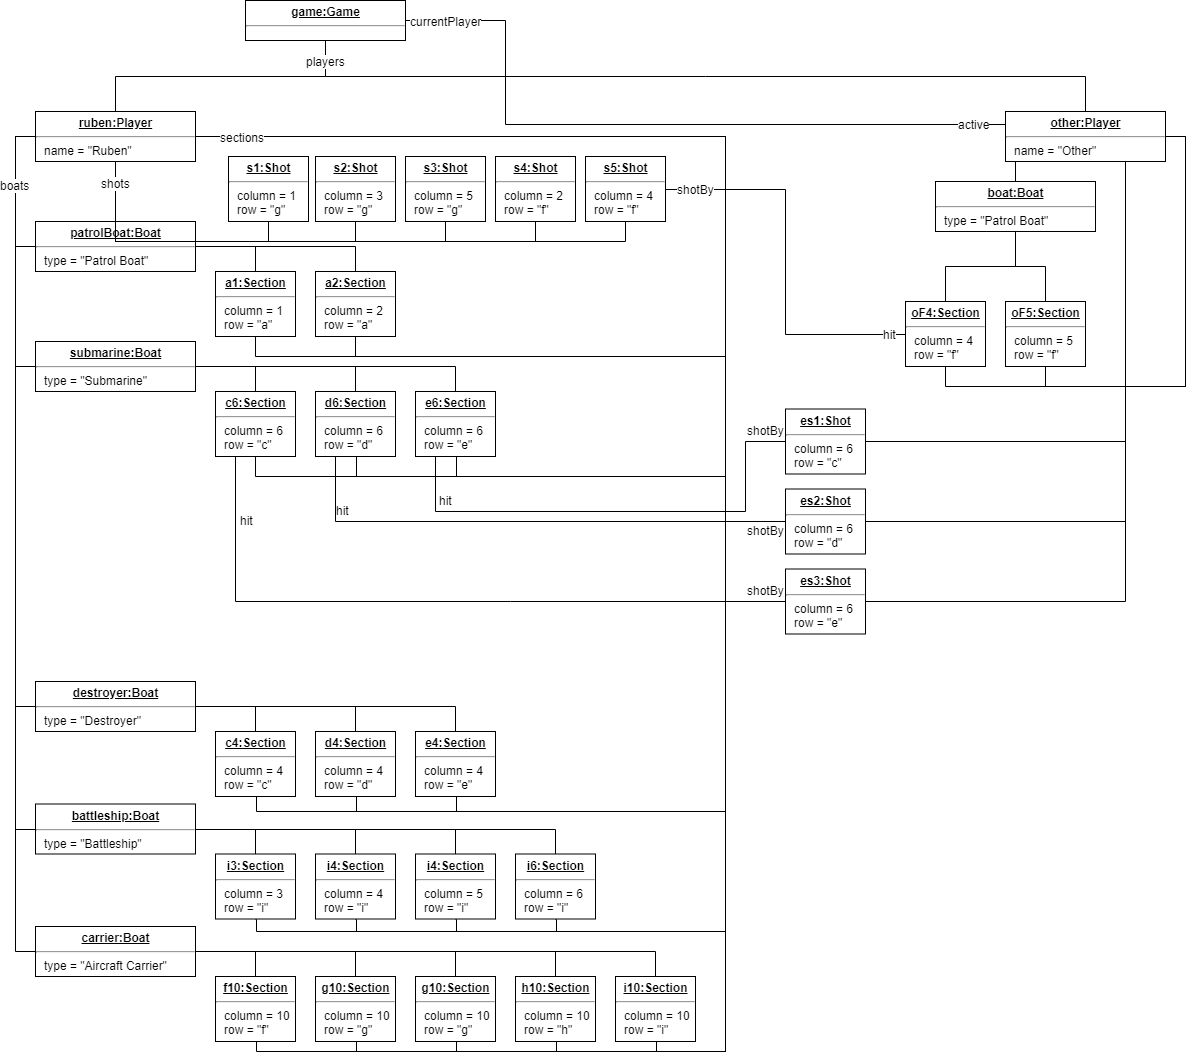 game:Game
currentPlayer
players
ruben:Player
name = "Ruben"
sections
active
other:Player
name = "Other"
boats
shots
s1:Shot
column = 1
row = "g"
s2:Shot
column = 3
row = "g"
s3:Shot
column = 5
row = "g"
s4:Shot
column = 2
row = "f"
s5:Shot
column = 4
row = "f"
shotBy
hit
boat:Boat
type = "Patrol Boat"
patrolBoat:Boat
type = "Patrol Boat"
a1:Section
column = 1
row = "a"
a2:Section
column = 2
row = "a"
oF4:Section
column = 4
row = "f"
oF5:Section
column = 5
row = "f"
submarine:Boat
type = "Submarine"
c6:Section
column = 6
row = "c"
d6:Section
column = 6
row = "d"
e6:Section
column = 6
row = "e"
hit
hit
hit
shotBy
es1:Shot
column = 6
row = "c"
shotBy
es2:Shot
column = 6
row = "d"
shotBy
es3:Shot
column = 6
row = "e"
destroyer:Boat
type = "Destroyer"
c4:Section
column = 4
row = "c"
d4:Section
column = 4
row = "d"
e4:Section
column = 4
row = "e"
battleship:Boat
type = "Battleship"
i3:Section
column = 3
row = "i"
i4:Section
column = 4
row = "i"
i4:Section
column = 5
row = "i"
i6:Section
column = 6
row = "i"
carrier:Boat
type = "Aircraft Carrier"
f10:Section
column = 10
row = "f"
g10:Section
column = 10
row = "g"
g10:Section
column = 10
row = "g"
h10:Section
column = 10
row = "h"
i10:Section
column = 10
row = "i"